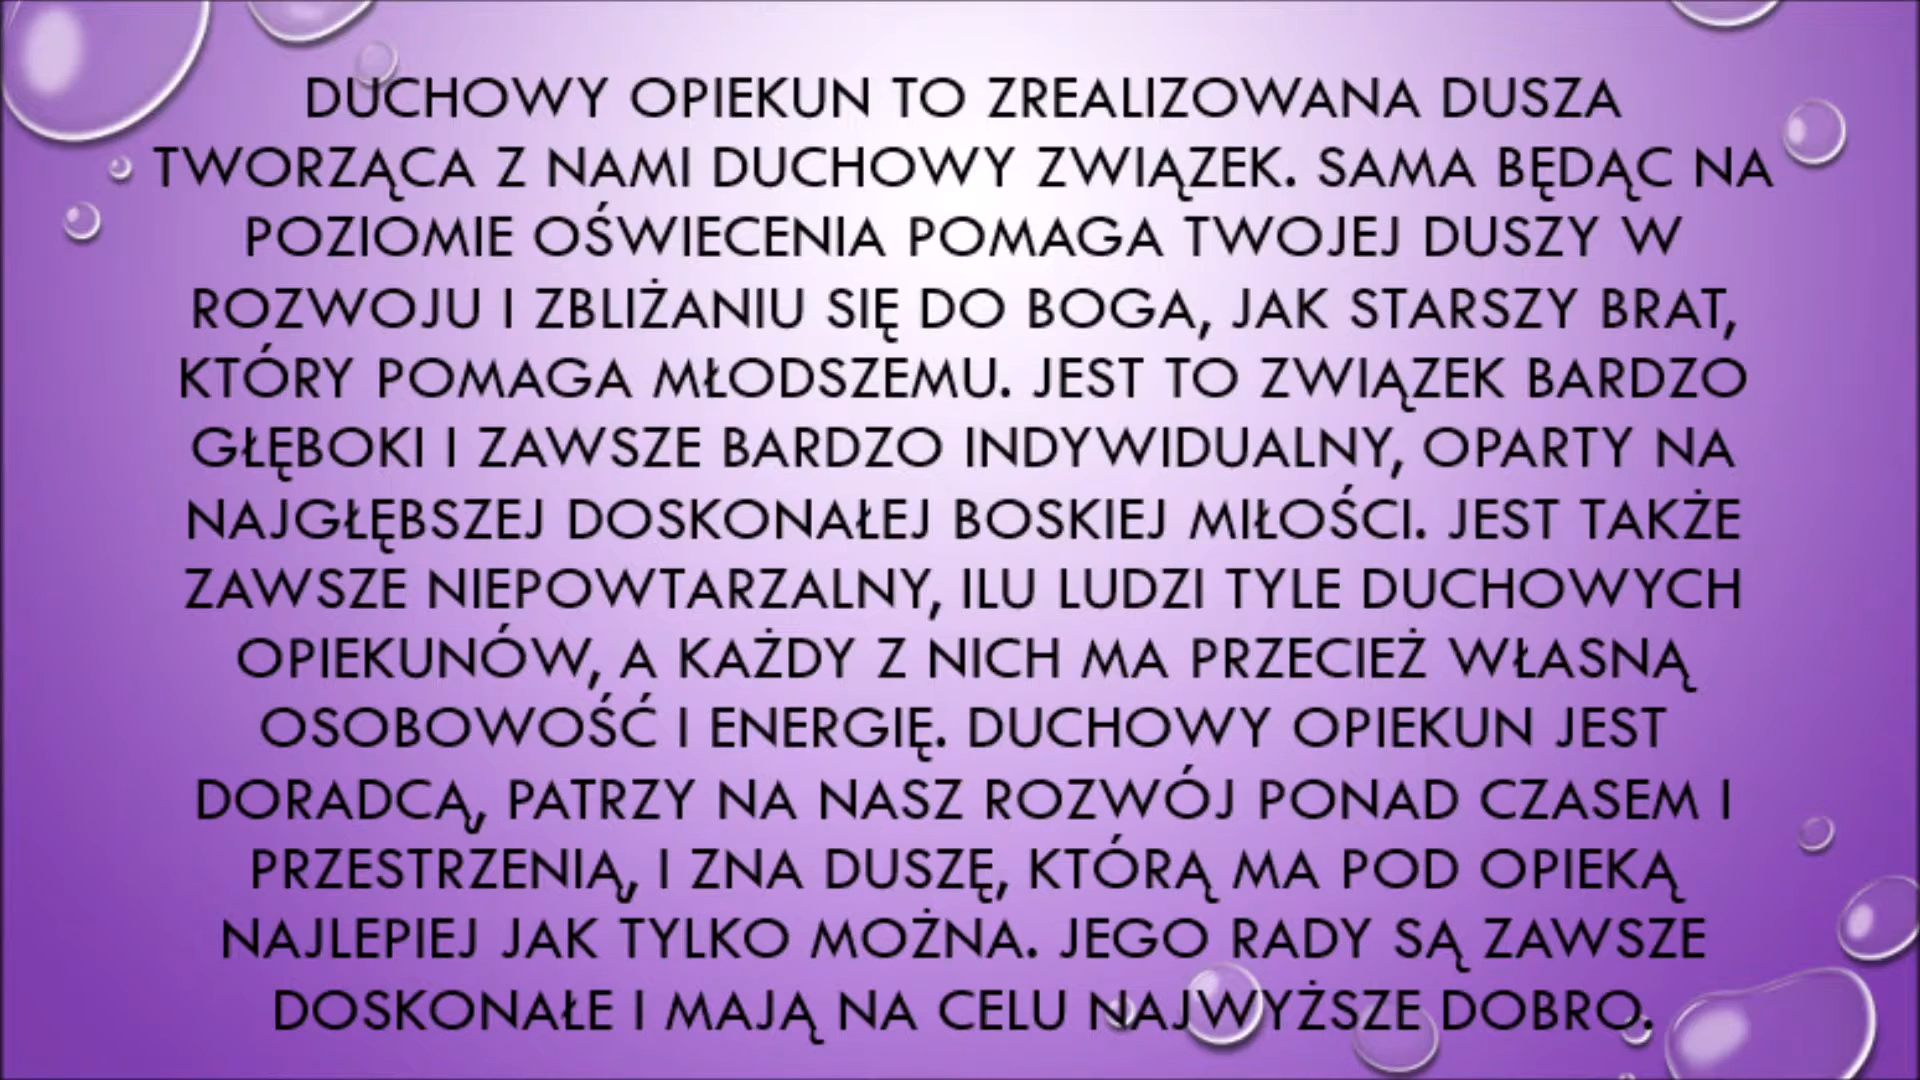 DUCHOWY OPIEKUN TO ZREALIZOWANA DUSZA
TWORZĄCA Z NAMI DUCHOWY ZWIĄZEK. SAMA BĘDĄC NA
POZIOMIE OŚWIECENIA POMAGA TWOJEJ DUSZY W
ROZWOJU I ZBLIŻANIU SIĘ DO BOGA, JAK STARSZY BRAT,
KTÓRY POMAGA MŁODSZEMU. JEST TO ZWIĄZEK BARDZO
GŁĘBOKI I ZAWSZE BARDZO INDYWIDUALNY, OPARTY NA
NAJGŁĘBSZEJ DOSKONAŁEJ BOSKIEJ MIŁOŚCI. JEST TAKŻE
ZAWSZE NIEPOWTARZALNY, ILU LUDZI TYLE DUCHOWYCH
OPIEKUNÓW, A KAŻDY Z NICH MA PRZECIEŻ WŁASNĄ
OSOBOWOŚĆ I ENERGIĘ. DUCHOWY OPIEKUN JEST
DORADCĄ, PATRZY NA NASZ ROZWÓJ PONAD CZASEM I
PRZESTRZENIĄ, I ZNA DUSZĘ, KTÓRĄ MA POD OPIEKĄ
NAJLEPIEJ JAK TYLKO MOŻNA. JEGO RADY SĄ ZAWSZE
DOSKONAŁE I MAJĄ NA CELU NAJWYŻSZE DOBRO.